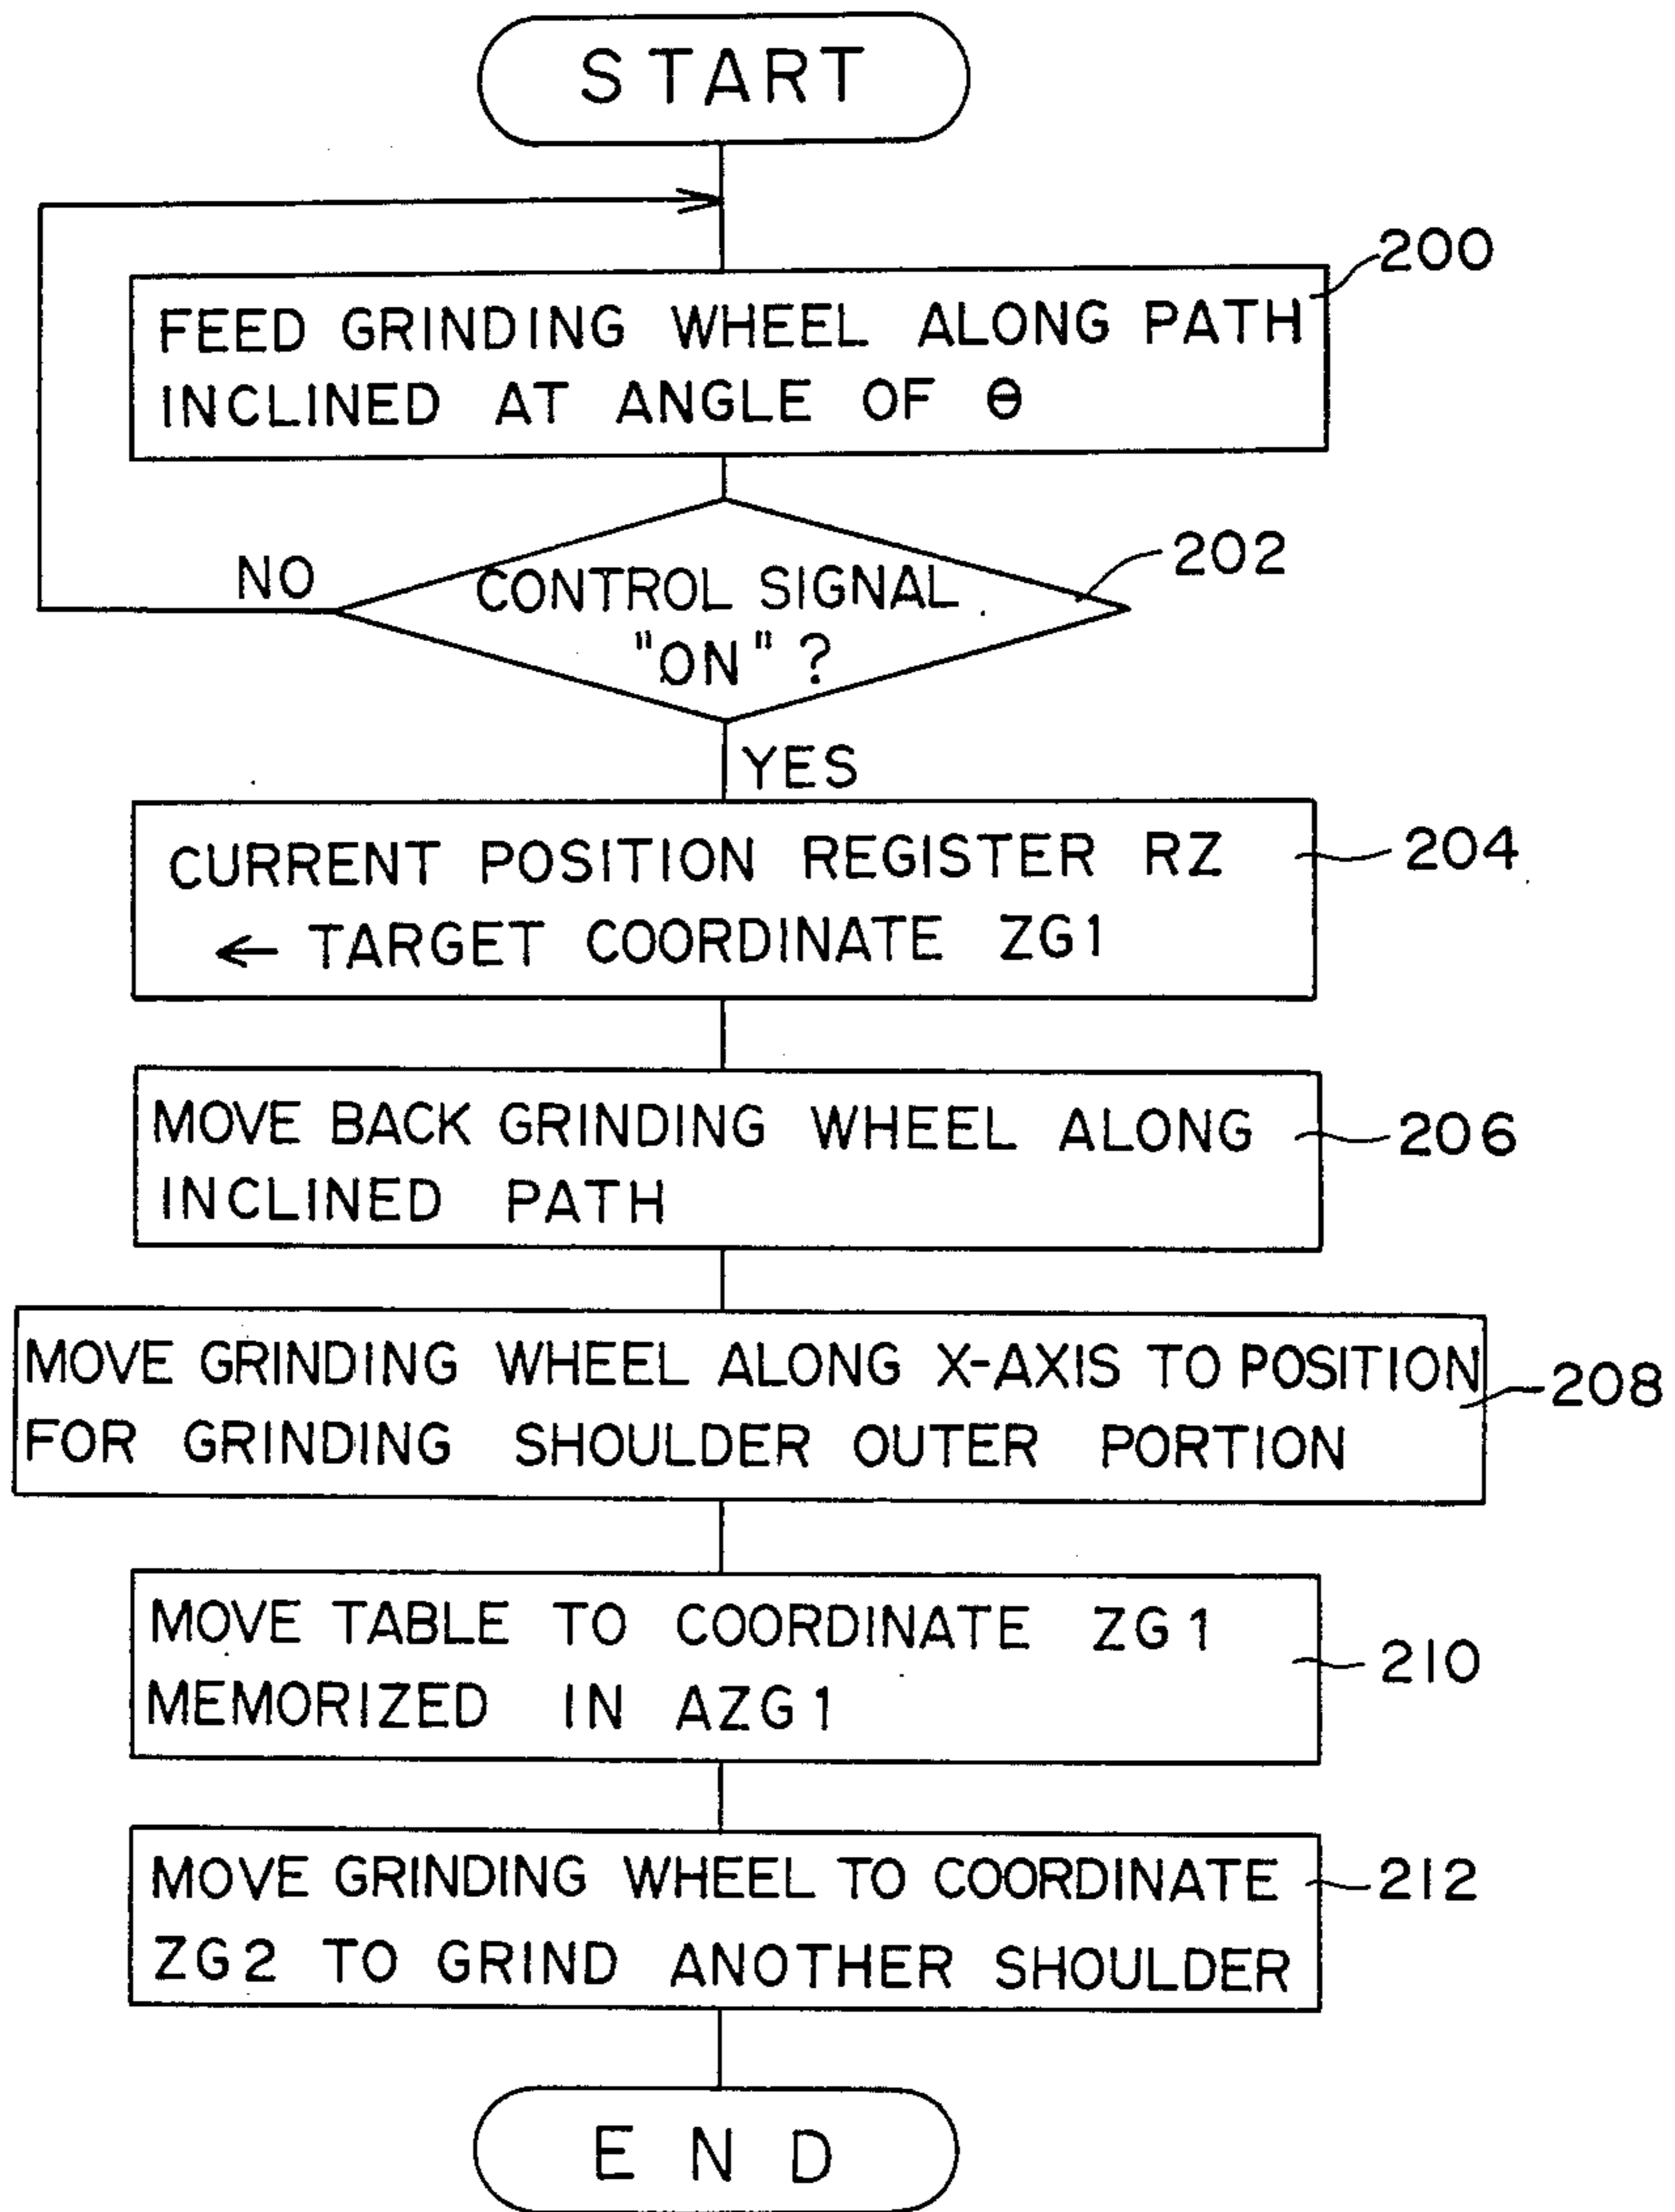 START
200
FEED GRINDING WHEEL ALONG PATH
INCLINED AT ANGLE OF θ
202
NO
CONTROL SIGNAL
"ON" ?
YES
CURRENT POSITION REGISTER RZ
← TARGET COORDINATE ZG1
204
MOVE BACK GRINDING WHEEL ALONG
INCLINED PATH
206
MOVE GRINDING WHEEL ALONG X-AXIS TO POSITION
FOR GRINDING SHOULDER OUTER PORTION
208
MOVE TABLE TO COORDINATE ZG1
MEMORIZED IN AZG1
210
MOVE GRINDING WHEEL TO COORDINATE
ZG2 TO GRIND ANOTHER SHOULDER
212
END